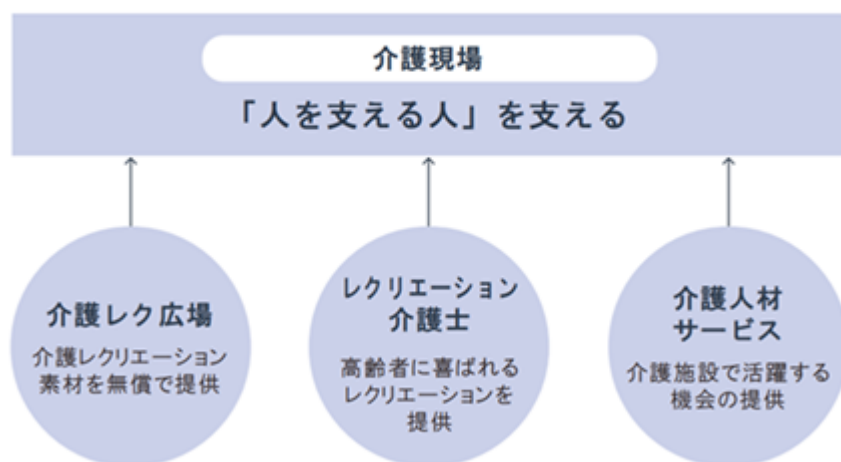 介護現場
「人を支える人」を支える
介護レク広場
介護レクリエーション
素材を無償で提供
レクリエーション
介護士
高齢者に喜ばれる
レクリエーションを
提供
介護人材
サービス
介護施設で活躍する
機会の提供